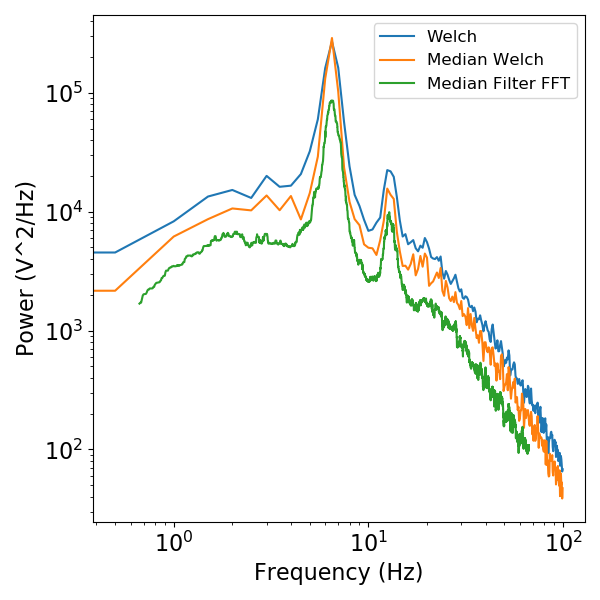 Welch
Median Welch
Median Filter FFT
Power (V^2/Hz)
10^5
10^4
10^3
10^2
10^0
10^1
10^2
Frequency (Hz)